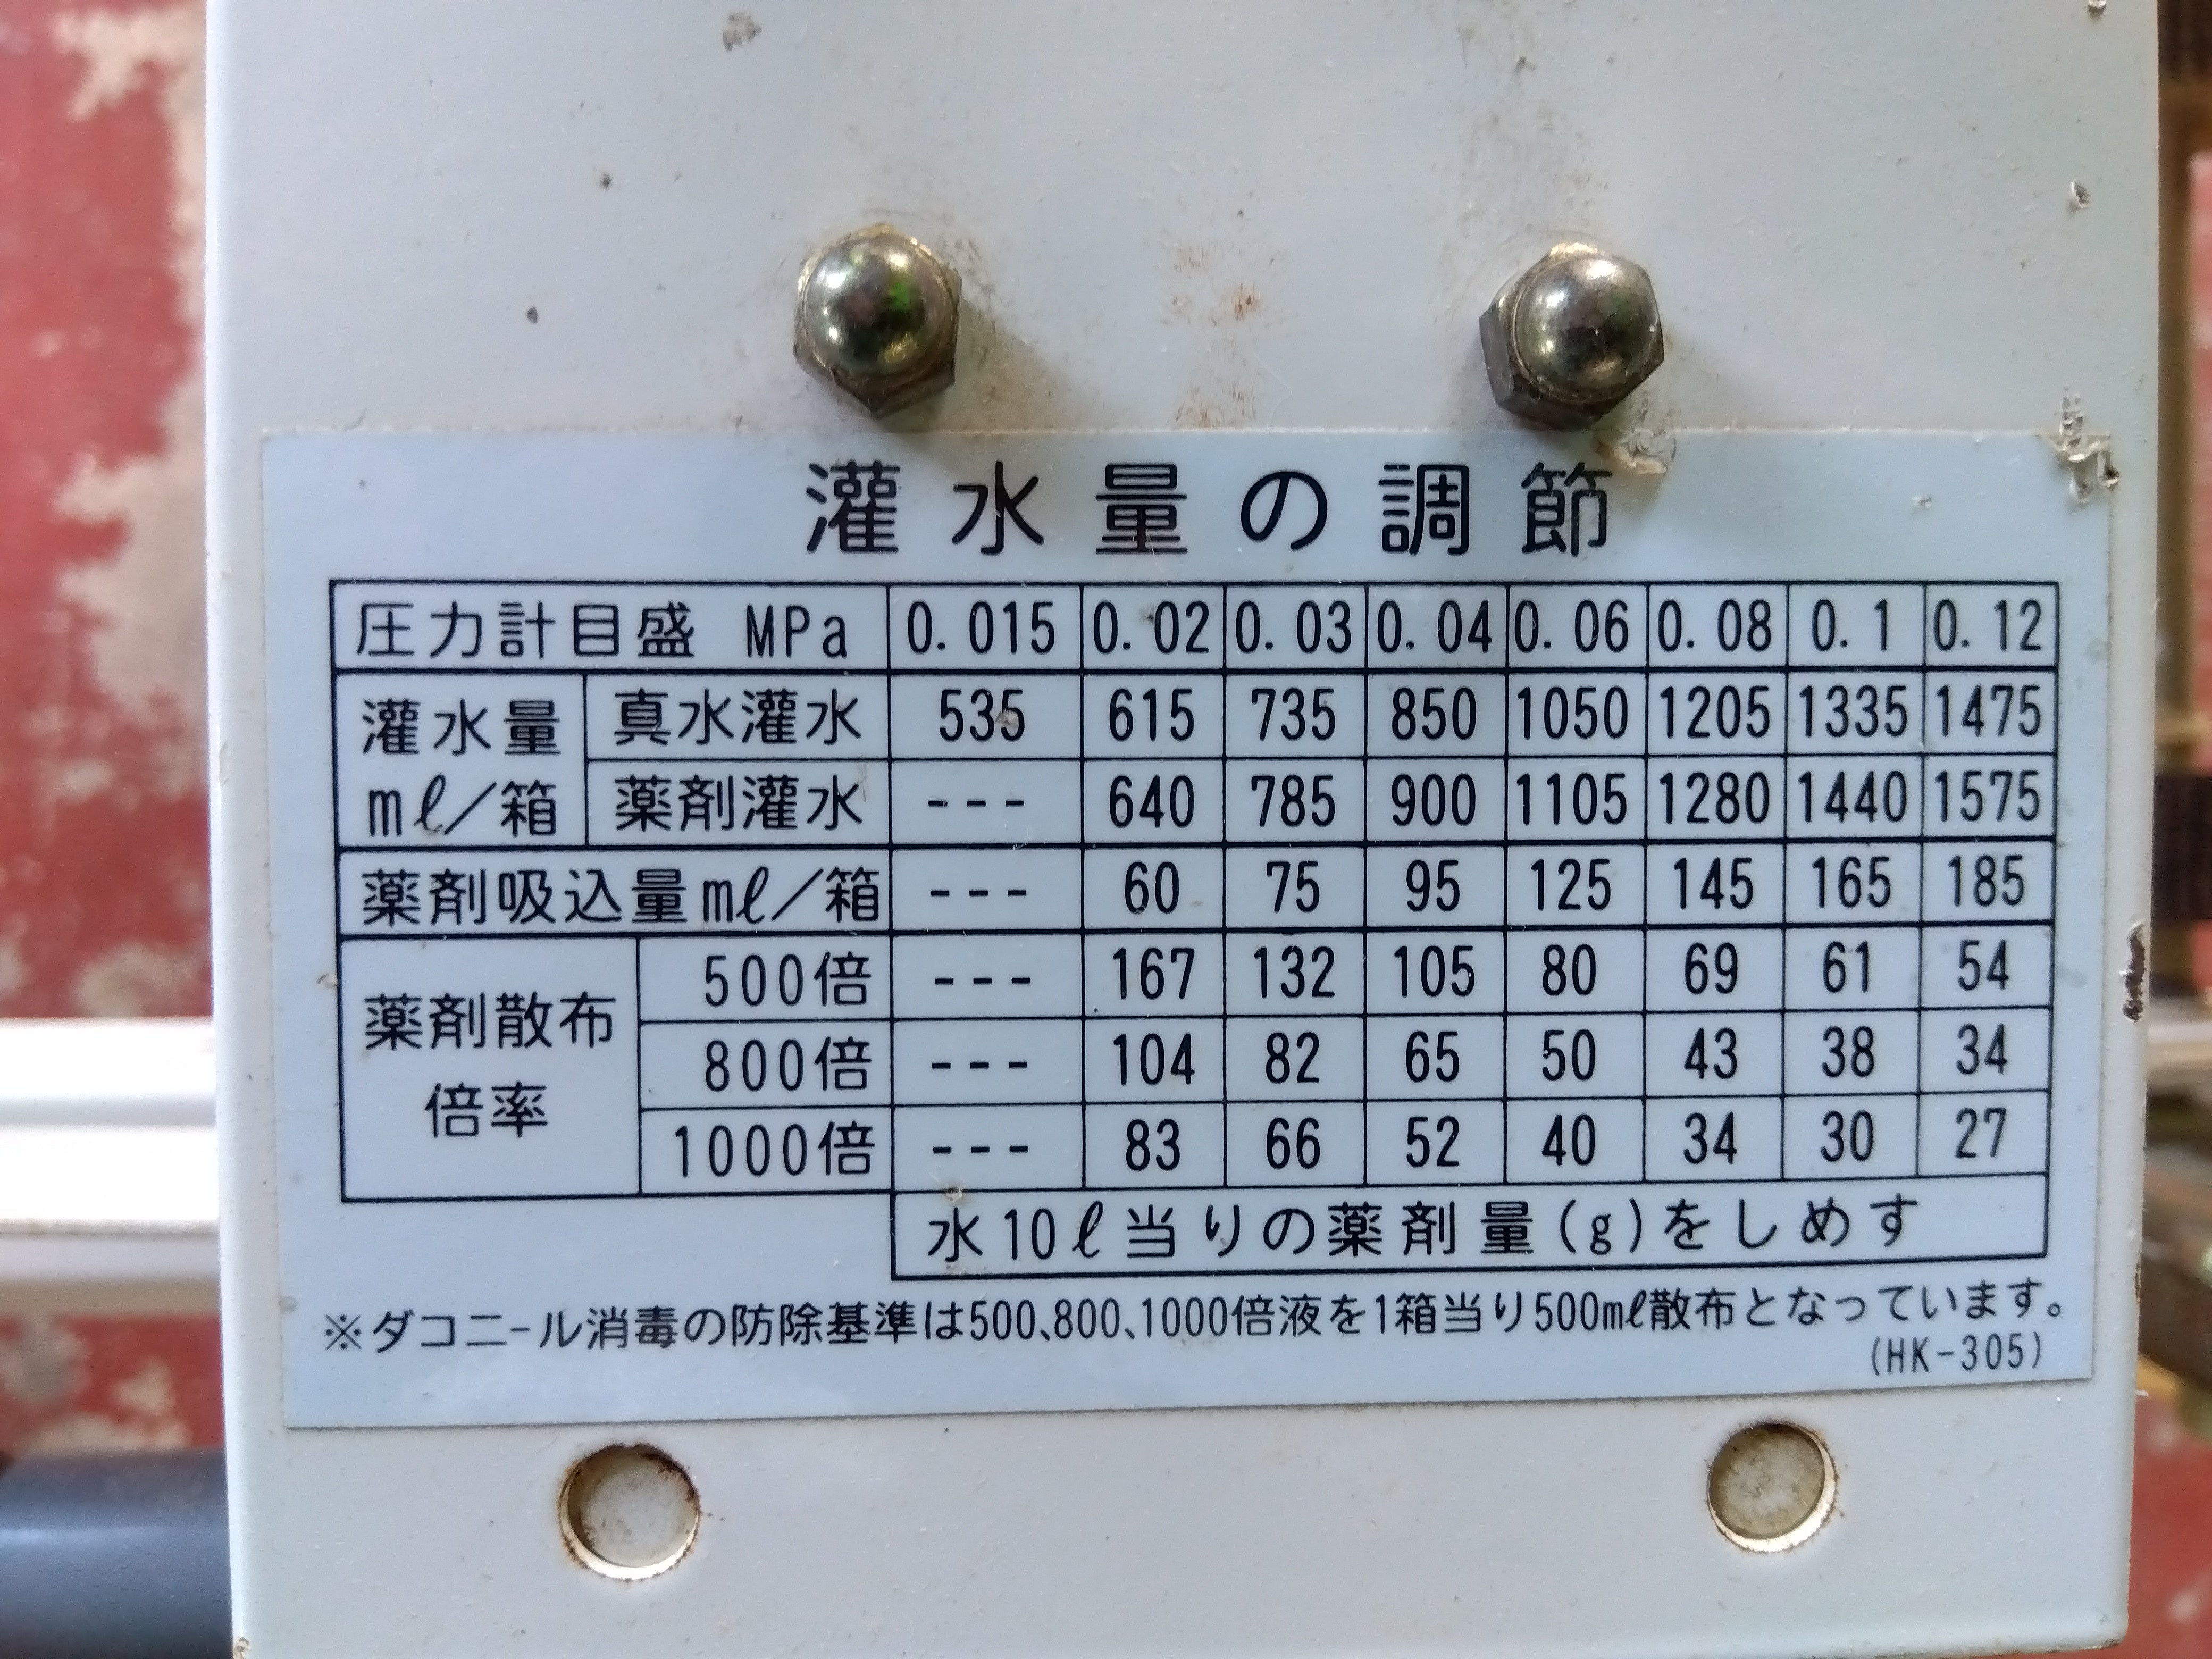 灌水量の調節
圧力計目盛 MPa 0.015 0.02 0.03 0.04 0.06 0.08 0.1 0.12
灌水量 mℓ/箱 真水灌水 535 615 735 850 1050 1205 1335 1475
薬剤灌水 --- 640 785 900 1105 1280 1440 1575
薬剤吸込量mℓ/箱 --- 60 75 95 125 145 165 185
薬剤散布倍率 500倍 --- 167 132 105 80 69 61 54
800倍 --- 104 82 65 50 43 38 34
1000倍 --- 83 66 52 40 34 30 27
水10ℓ当りの薬剤量(g)をしめす
※ダコニール消毒の防除基準は500、800、1000倍液を1箱当り500mℓ散布となっています。
(HK-305)